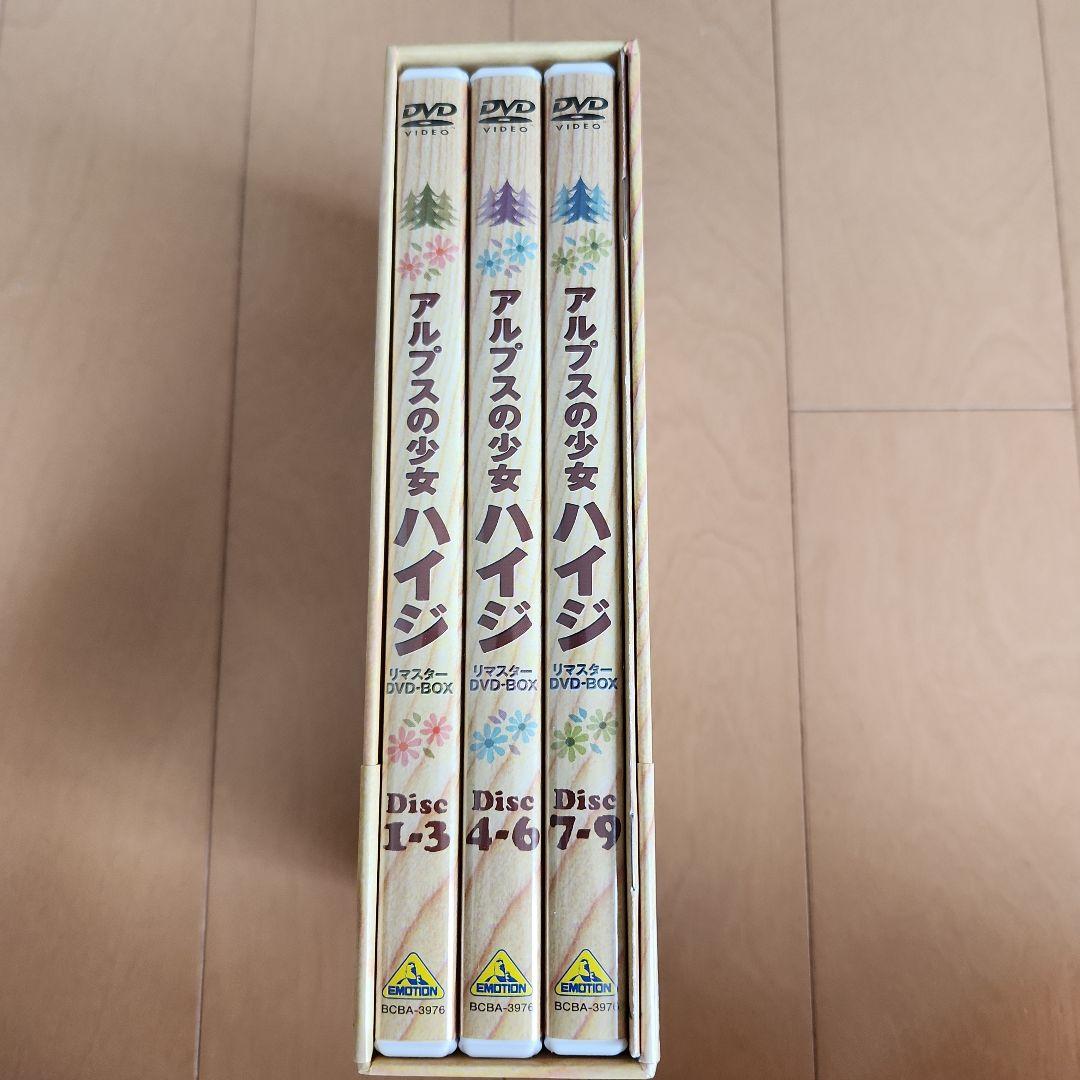 DVD
VIDEO
アルプスの少女
ハイジ
リマスター
DVD-BOX
Disc
1-3
EMOTION
BCBA-3976
DVD
VIDEO
アルプスの少女
ハイジ
リマスター
DVD-BOX
Disc
4-6
EMOTION
BCBA-3976
DVD
VIDEO
アルプスの少女
ハイジ
リマスター
DVD-BOX
Disc
7-9
EMOTION
BCBA-3976